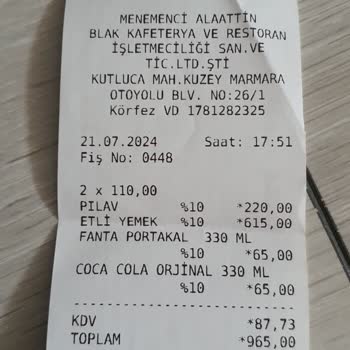 MENEMENCİ ALAATTİN
BLAK KAFETERYA VE RESTORAN
İŞLETMECİLİĞİ SAN.VE
TİC.LTD.ŞTİ
KUTLUCA MAH.KUZEY MARMARA
OTOYOLU BLV. NO:26/1
Körfez VD 1781282325
21.07.2024 Saat: 17:51
Fiş No: 0448
2 x 110,00
PILAV %10 *220,00
ETLİ YEMEK %10 *615,00
FANTA PORTAKAL 330 ML
%10 *65,00
COCA COLA ORJİNAL 330 ML
%10 *65,00
KDV *87,73
TOPLAM *965,00